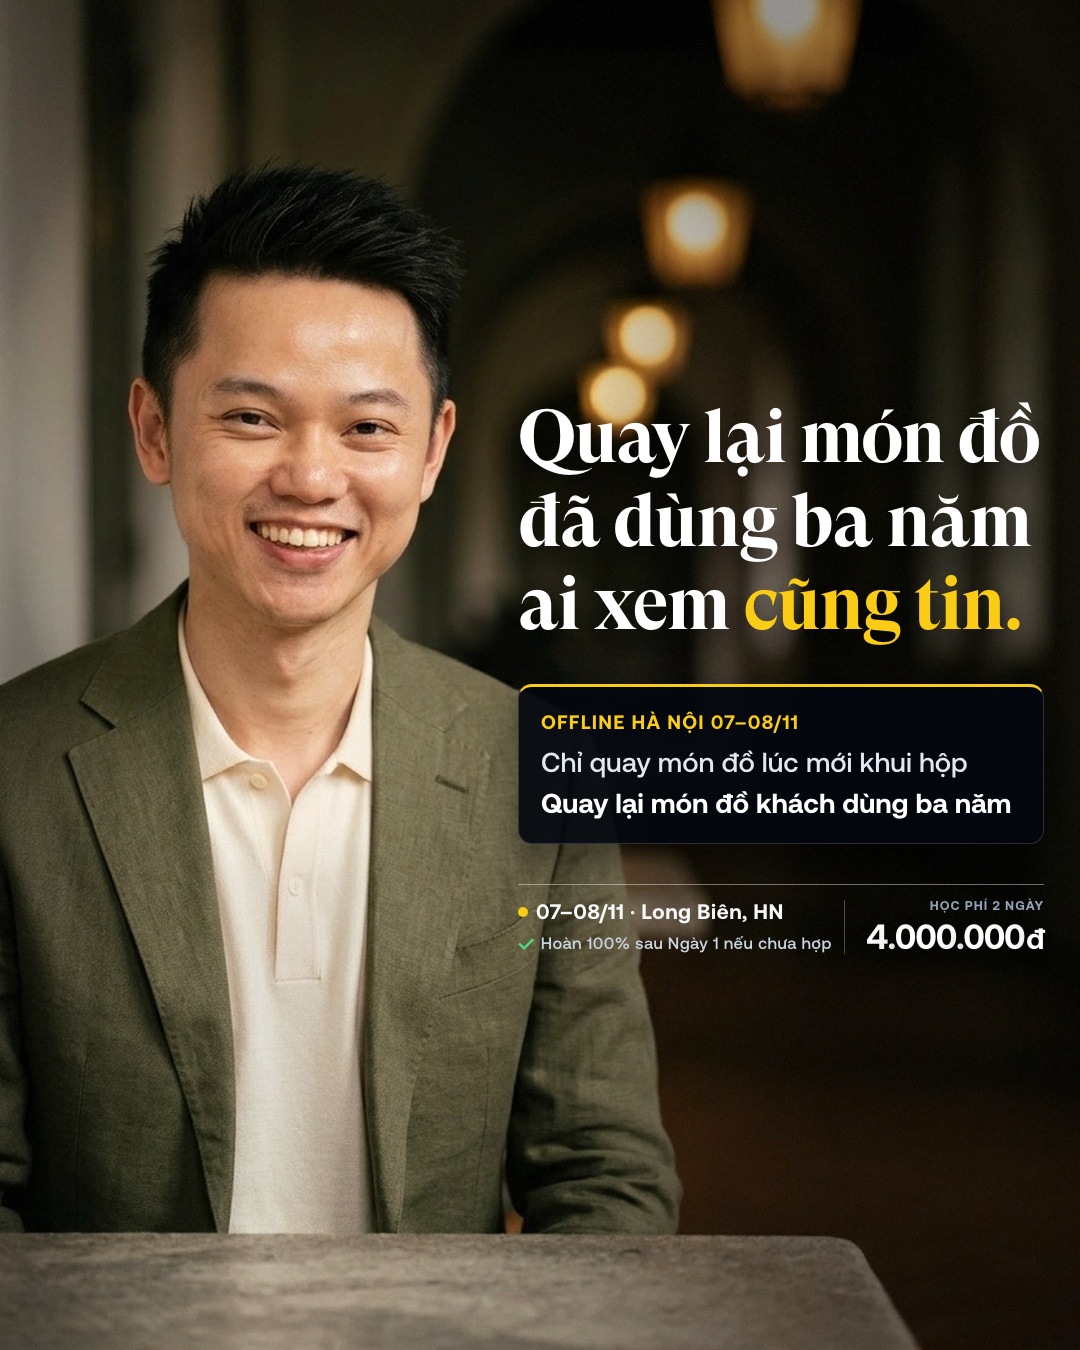 Quay lại món đồ
đã dùng ba năm
ai xem cũng tin.
OFFLINE HÀ NỘI 07–08/11
Chỉ quay món đồ lúc mới khui hộp
Quay lại món đồ khách dùng ba năm
07–08/11 · Long Biên, HN
Hoàn 100% sau Ngày 1 nếu chưa hợp
HỌC PHÍ 2 NGÀY
4.000.000đ